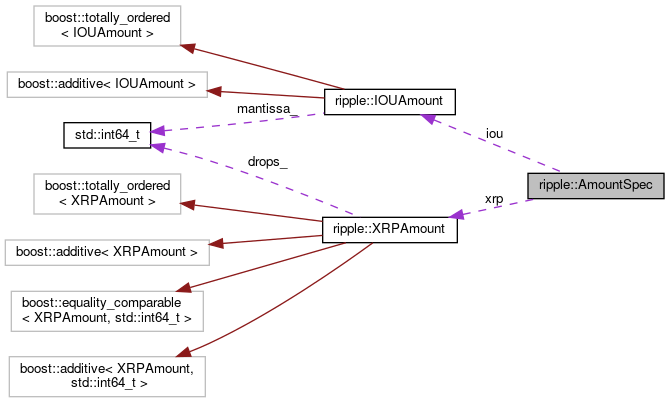 boost::totally_ordered
< IOUAmount >
boost::additive< IOUAmount >
ripple::IOUAmount
mantissa_
std::int64_t
iou
drops_
ripple::AmountSpec
boost::totally_ordered
< XRPAmount >
xrp
ripple::XRPAmount
boost::additive< XRPAmount >
boost::equality_comparable
< XRPAmount, std::int64_t >
boost::additive< XRPAmount,
std::int64_t >